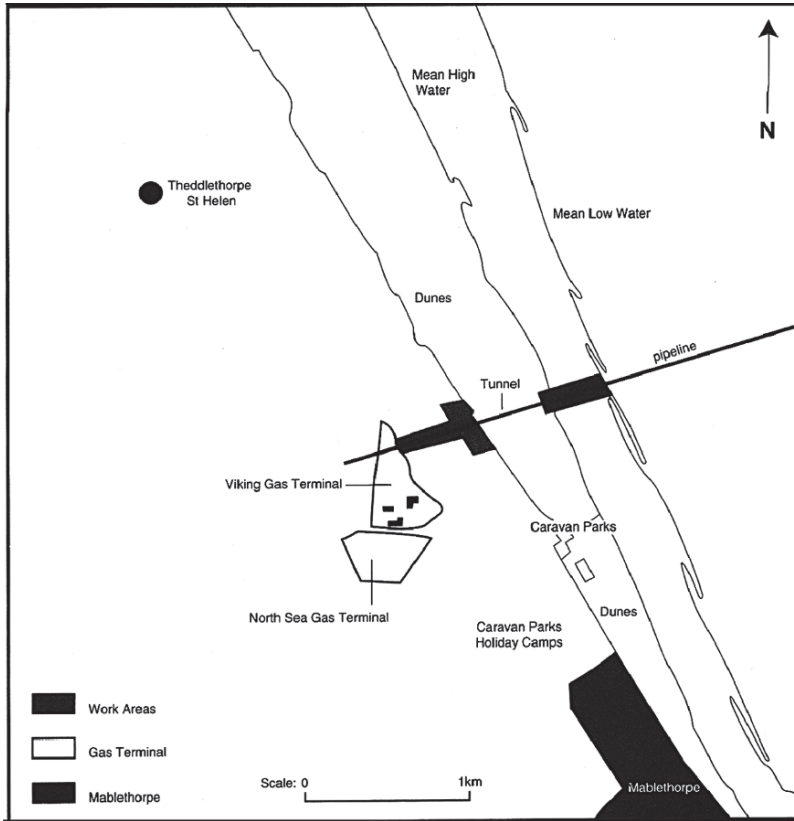 Mean High
Water
N
Theddlethorpe
St Helen
Mean Low Water
Dunes
pipeline
Tunnel
Viking Gas Terminal
Caravan Parks
North Sea Gas Terminal
Dunes
Caravan Parks
Holiday Camps
Work Areas
Gas Terminal
Mablethorpe
Scale: 0 1km
Mablethorpe